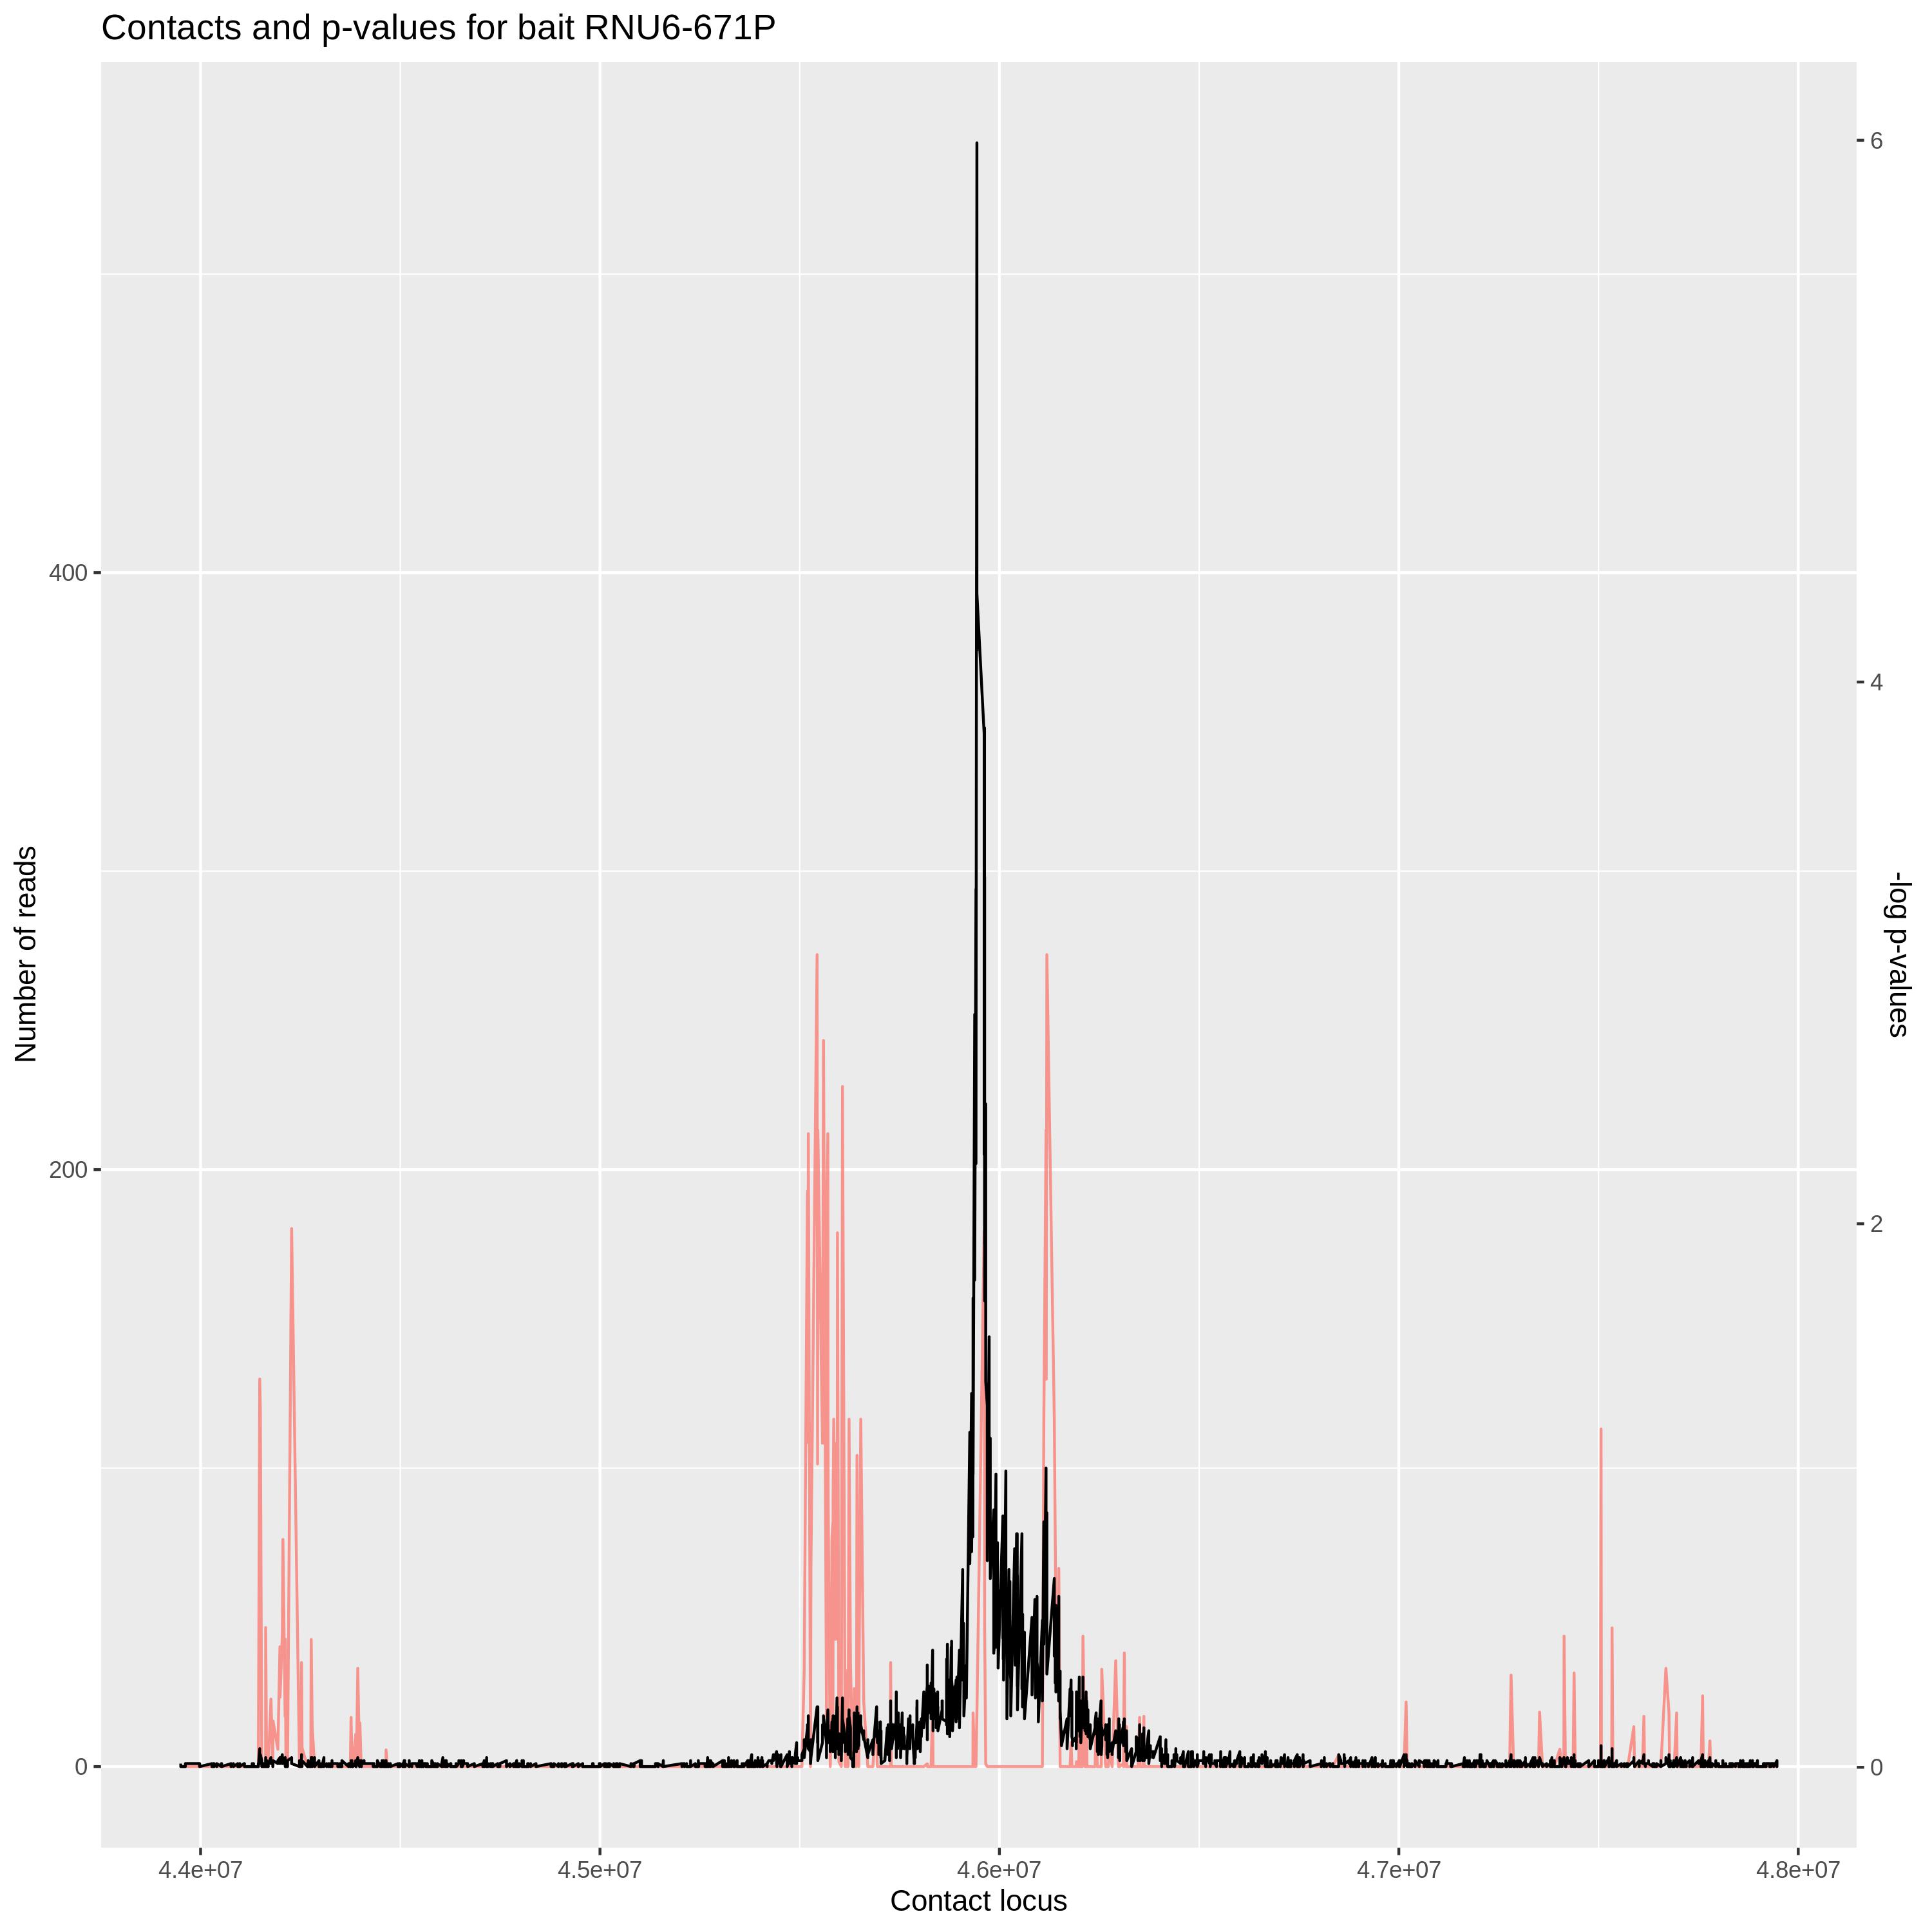 Contacts and p-values for bait RNU6-671P
6
400
4
Number of reads
-log p-values
200
2
0
0
4.4e+07
4.5e+07
4.6e+07
4.7e+07
4.8e+07
Contact locus